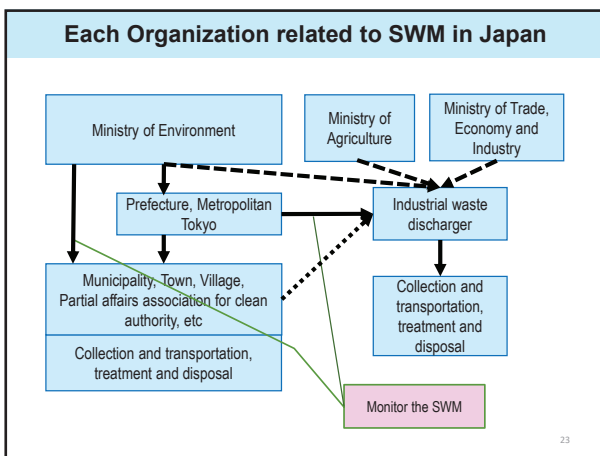 Each Organization related to SWM in Japan
Ministry of Environment
Ministry of
Agriculture
Ministry of Trade,
Economy and
Industry
Prefecture, Metropolitan
Tokyo
Industrial waste
discharger
Municipality, Town, Village,
Partial affairs association for clean
authority, etc
Collection and transportation,
treatment and disposal
Collection and
transportation,
treatment and
disposal
Monitor the SWM
23